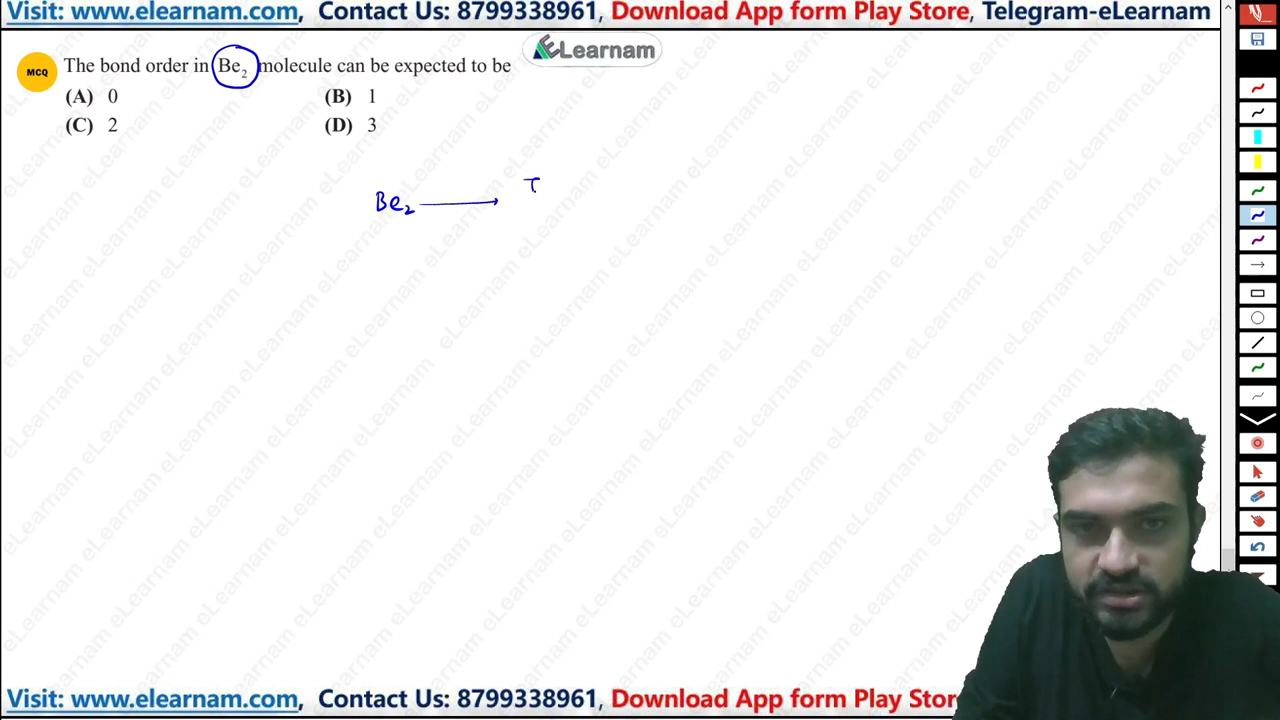 Visit: www.elearnam.com, Contact Us: 8799338961, Download App form Play Store, Telegram-eLearnam
eLearnam
MCQ The bond order in Be₂ molecule can be expected to be
(A) 0 (B) 1
(C) 2 (D) 3
Be₂ → T
Visit: www.elearnam.com, Contact Us: 8799338961, Download App form Play Store